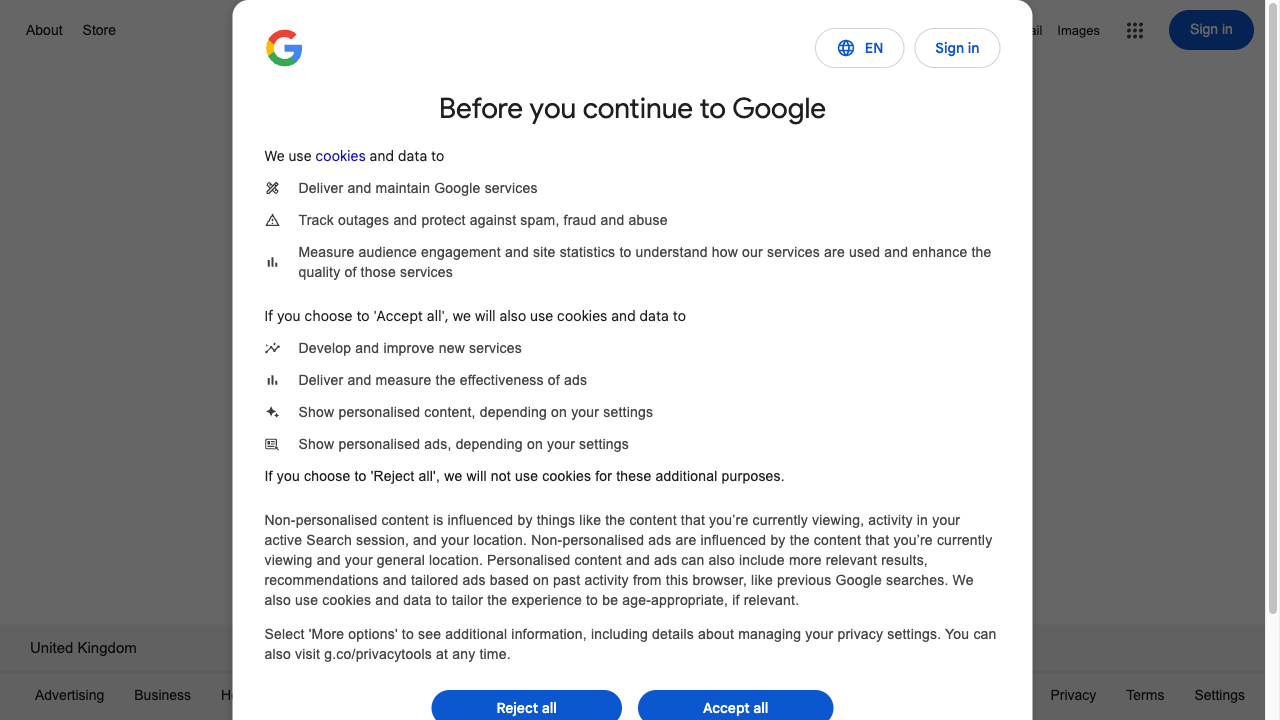 About
Store
Images
Sign in
EN
Sign in
Before you continue to Google
We use cookies and data to
Deliver and maintain Google services
Track outages and protect against spam, fraud and abuse
Measure audience engagement and site statistics to understand how our services are used and enhance the
quality of those services
If you choose to 'Accept all', we will also use cookies and data to
Develop and improve new services
Deliver and measure the effectiveness of ads
Show personalised content, depending on your settings
Show personalised ads, depending on your settings
If you choose to 'Reject all', we will not use cookies for these additional purposes.
Non-personalised content is influenced by things like the content that you’re currently viewing, activity in your
active Search session, and your location. Non-personalised ads are influenced by the content that you’re currently
viewing and your general location. Personalised content and ads can also include more relevant results,
recommendations and tailored ads based on past activity from this browser, like previous Google searches. We
also use cookies and data to tailor the experience to be age-appropriate, if relevant.
Select 'More options' to see additional information, including details about managing your privacy settings. You can
also visit g.co/privacytools at any time.
Reject all
Accept all
United Kingdom
Advertising
Business
Privacy
Terms
Settings